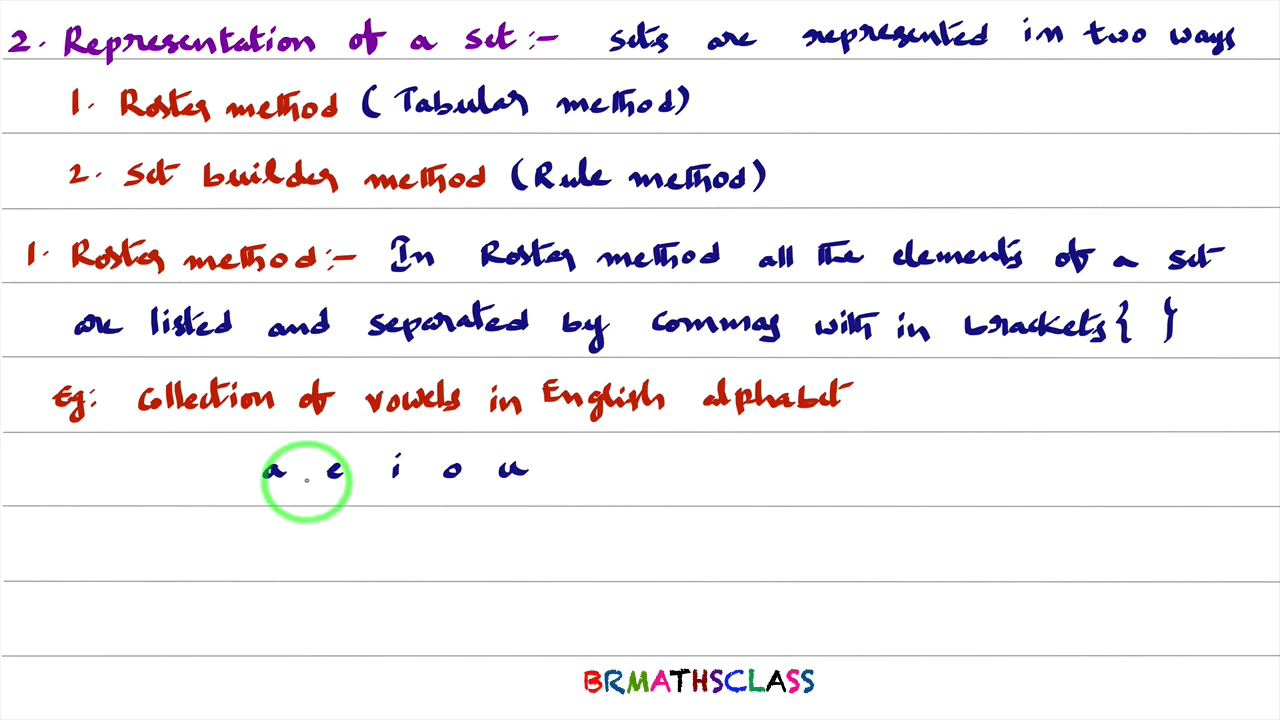 2. Representation of a set :- sets are represented in two ways
1. Roster method (Tabular method)
2. Set builder method (Rule method)
1. Roster method :- In Roster method all the elements of a set
are listed and separated by commas with in brackets { }
Eg: Collection of vowels in English alphabet
a e i o u
BRMATHSCLASS